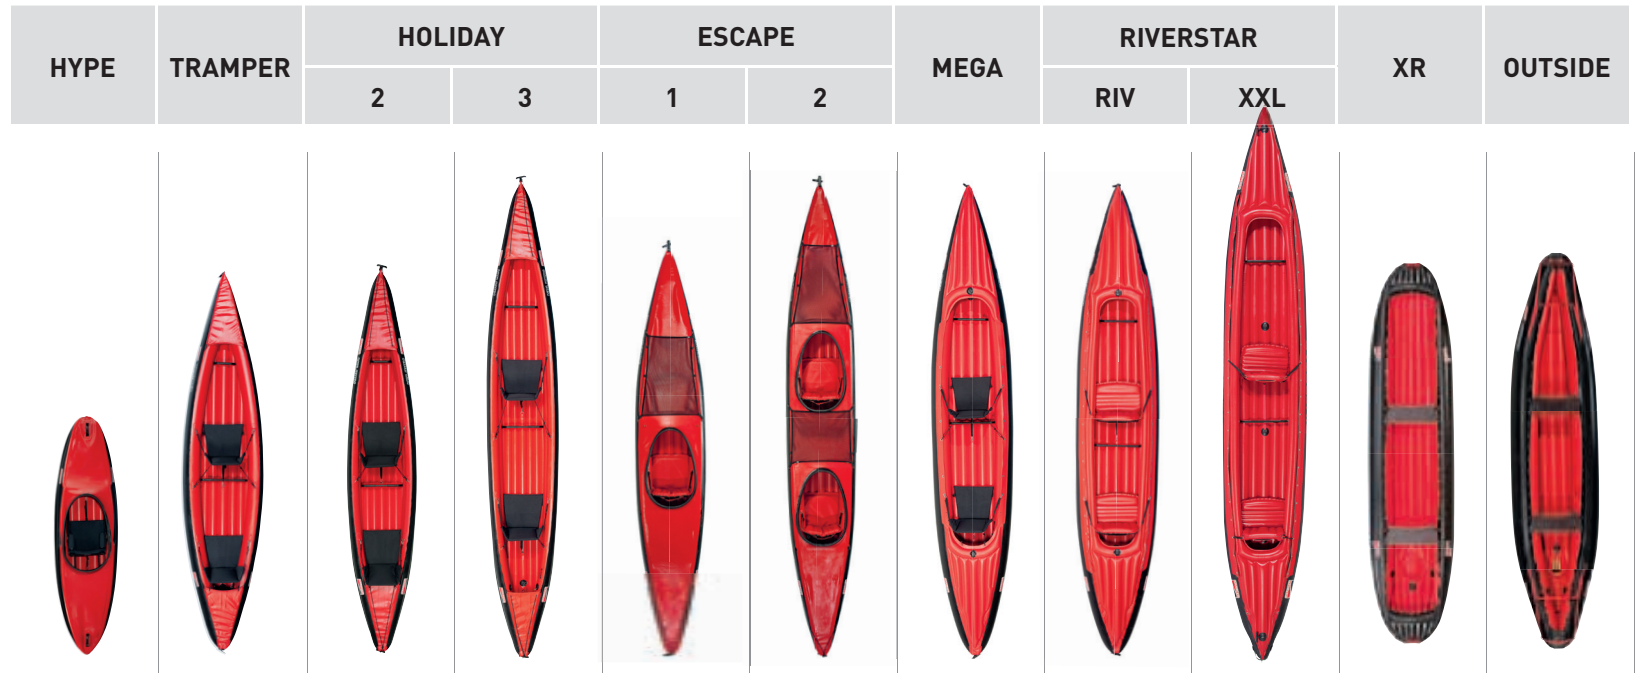 HYPE
TRAMPER
HOLIDAY
2
3
ESCAPE
1
2
MEGA
RIVERSTAR
RIV
XXL
XR
OUTSIDE